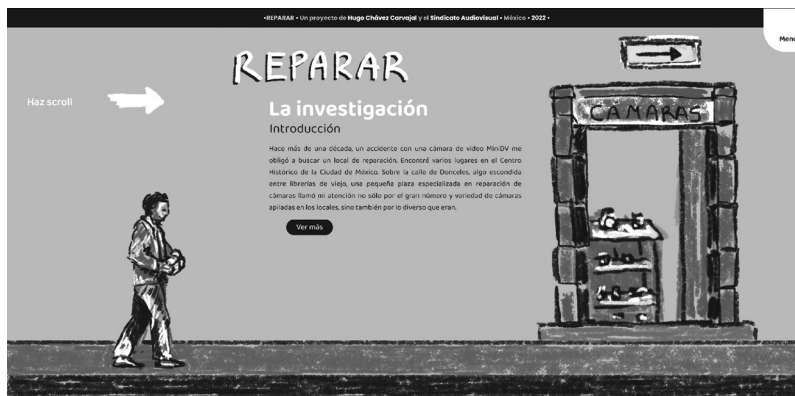 •REPARAR • Un proyecto de Hugo Chávez Carvajal y el Sindicato Audiovisual • México • 2022 •
Menú
REPARAR
Haz scroll
La investigación
Introducción
Hace más de una década, un accidente con una cámara de video MiniDV me
obligó a buscar un local de reparación. Encontré varios lugares en el Centro
Histórico de la Ciudad de México. Sobre la calle de Donceles, algo escondida
entre librerías de viejo, una pequeña plaza especializada en reparación de
cámaras llamó mi atención no sólo por el gran número y variedad de cámaras
apiladas en los locales, sino también por lo diverso que eran.
Ver más
CAMARAS